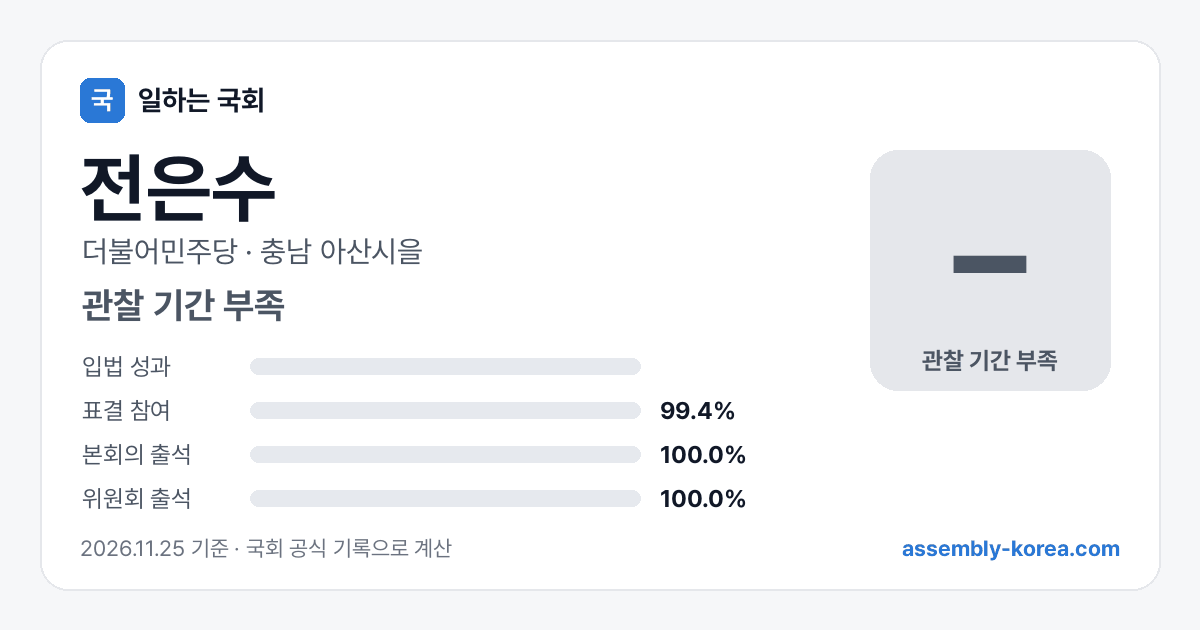 국 일하는 국회
전은수
더불어민주당 · 충남 아산시을
관찰 기간 부족
–
관찰 기간 부족
입법 성과
표결 참여 99.4%
본회의 출석 100.0%
위원회 출석 100.0%
2026.11.25 기준 · 국회 공식 기록으로 계산
assembly-korea.com